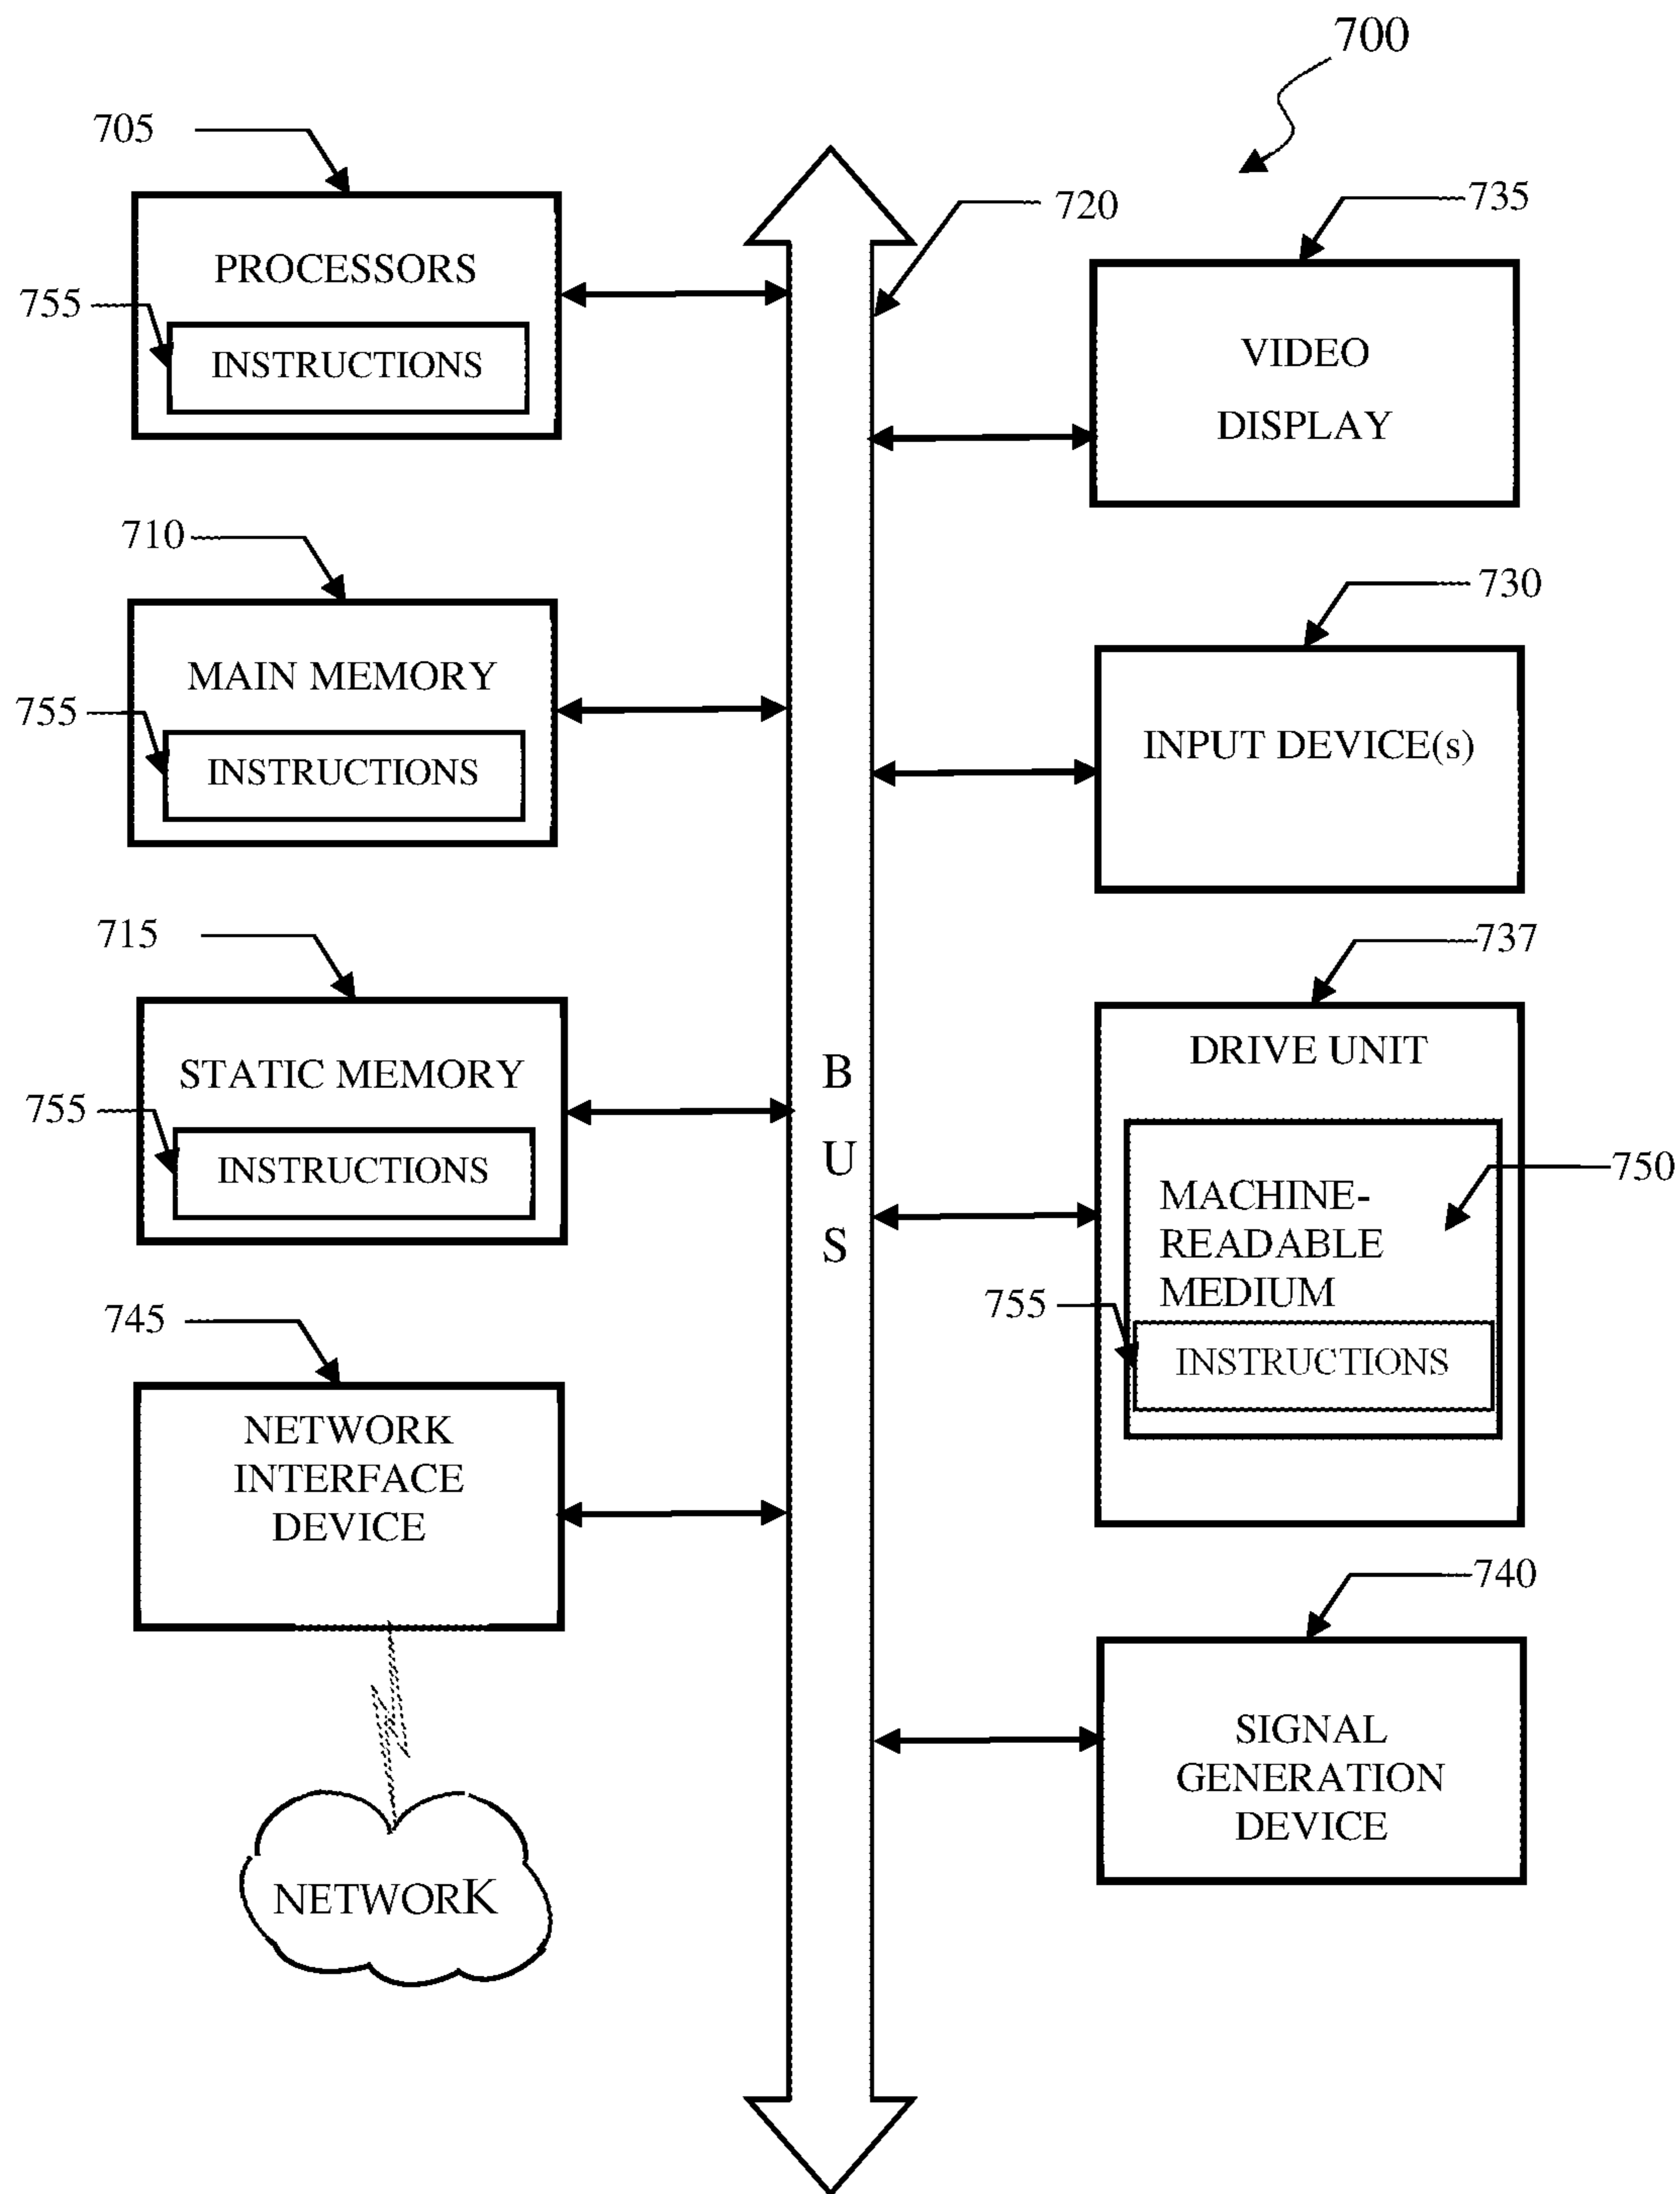 700
705
PROCESSORS
755
INSTRUCTIONS
710
MAIN MEMORY
755
INSTRUCTIONS
715
STATIC MEMORY
755
INSTRUCTIONS
745
NETWORK
INTERFACE
DEVICE
NETWORK
720
B
U
S
735
VIDEO
DISPLAY
730
INPUT DEVICE(s)
737
DRIVE UNIT
750
MACHINE-
READABLE
MEDIUM
755
INSTRUCTIONS
740
SIGNAL
GENERATION
DEVICE